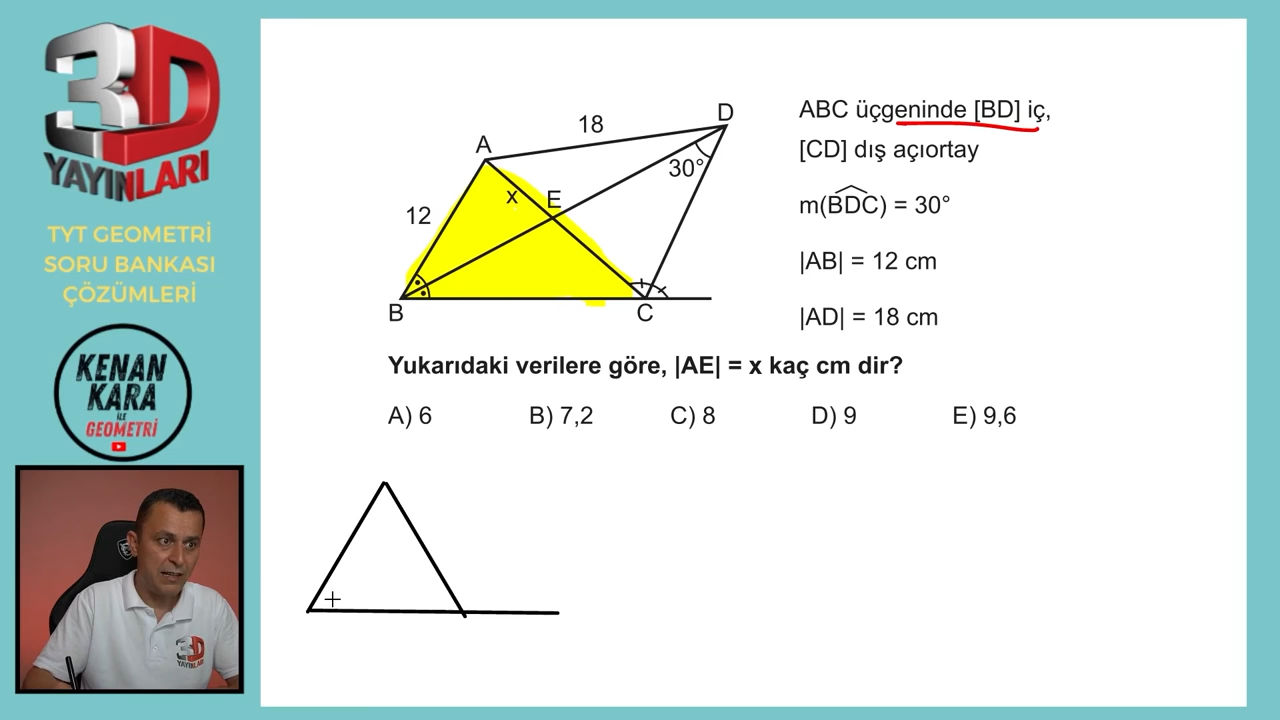 3D
YAYINLARI
TYT GEOMETRİ
SORU BANKASI
ÇÖZÜMLERİ
KENAN
KARA
İLE
GEOMETRİ
3D
YAYINLARI
A
D
B
C
E
x
12
18
30°
ABC üçgeninde [BD] iç,
[CD] dış açıortay
m(BDC) = 30°
|AB| = 12 cm
|AD| = 18 cm
Yukarıdaki verilere göre, |AE| = x kaç cm dir?
A) 6 B) 7,2 C) 8 D) 9 E) 9,6